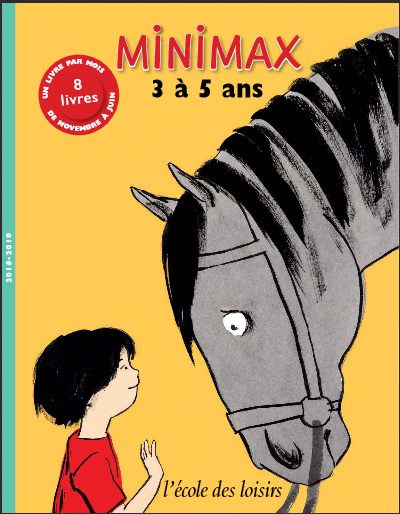 MiNiMAX
3 à 5 ans
UN LIVRE PAR MOIS
8
livres
DE NOVEMBRE À JUIN
2018-2019
l'école des loisirs